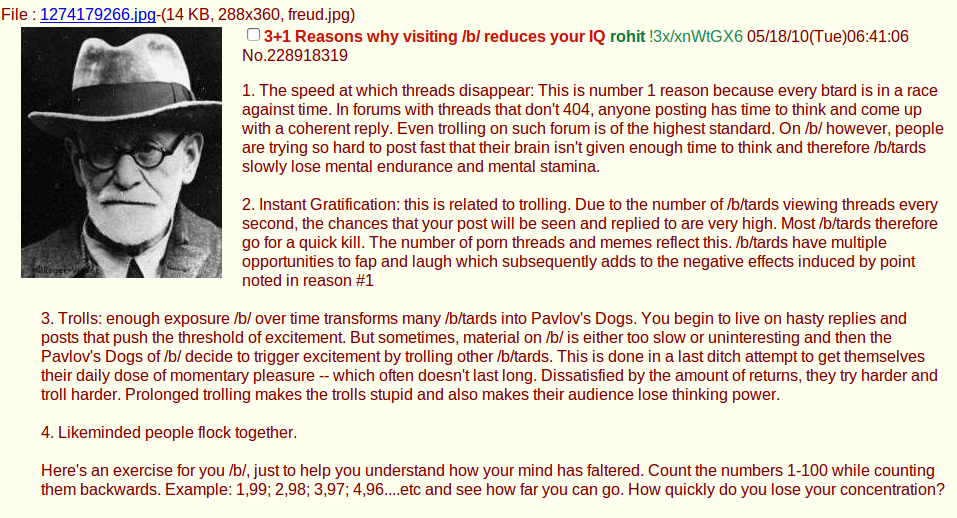 File : 1274179266.jpg-(14 KB, 288x360, freud.jpg)
3+1 Reasons why visiting /b/ reduces your IQ rohit !3x/xnWtGX6 05/18/10(Tue)06:41:06
No.228918319
1. The speed at which threads disappear: This is number 1 reason because every btard is in a race
against time. In forums with threads that don't 404, anyone posting has time to think and come up
with a coherent reply. Even trolling on such forum is of the highest standard. On /b/ however, people
are trying so hard to post fast that their brain isn't given enough time to think and therefore /b/tards
slowly lose mental endurance and mental stamina.
2. Instant Gratification: this is related to trolling. Due to the number of /b/tards viewing threads every
second, the chances that your post will be seen and replied to are very high. Most /b/tards therefore
go for a quick kill. The number of porn threads and memes reflect this. /b/tards have multiple
opportunities to fap and laugh which subsequently adds to the negative effects induced by point
noted in reason #1
3. Trolls: enough exposure /b/ over time transforms many /b/tards into Pavlov's Dogs. You begin to live on hasty replies and
posts that push the threshold of excitement. But sometimes, material on /b/ is either too slow or uninteresting and then the
Pavlov's Dogs of /b/ decide to trigger excitement by trolling other /b/tards. This is done in a last ditch attempt to get themselves
their daily dose of momentary pleasure -- which often doesn't last long. Dissatisfied by the amount of returns, they try harder and
troll harder. Prolonged trolling makes the trolls stupid and also makes their audience lose thinking power.
4. Likeminded people flock together.
Here's an exercise for you /b/, just to help you understand how your mind has faltered. Count the numbers 1-100 while counting
them backwards. Example: 1,99; 2,98; 3,97; 4,96....etc and see how far you can go. How quickly do you lose your concentration?